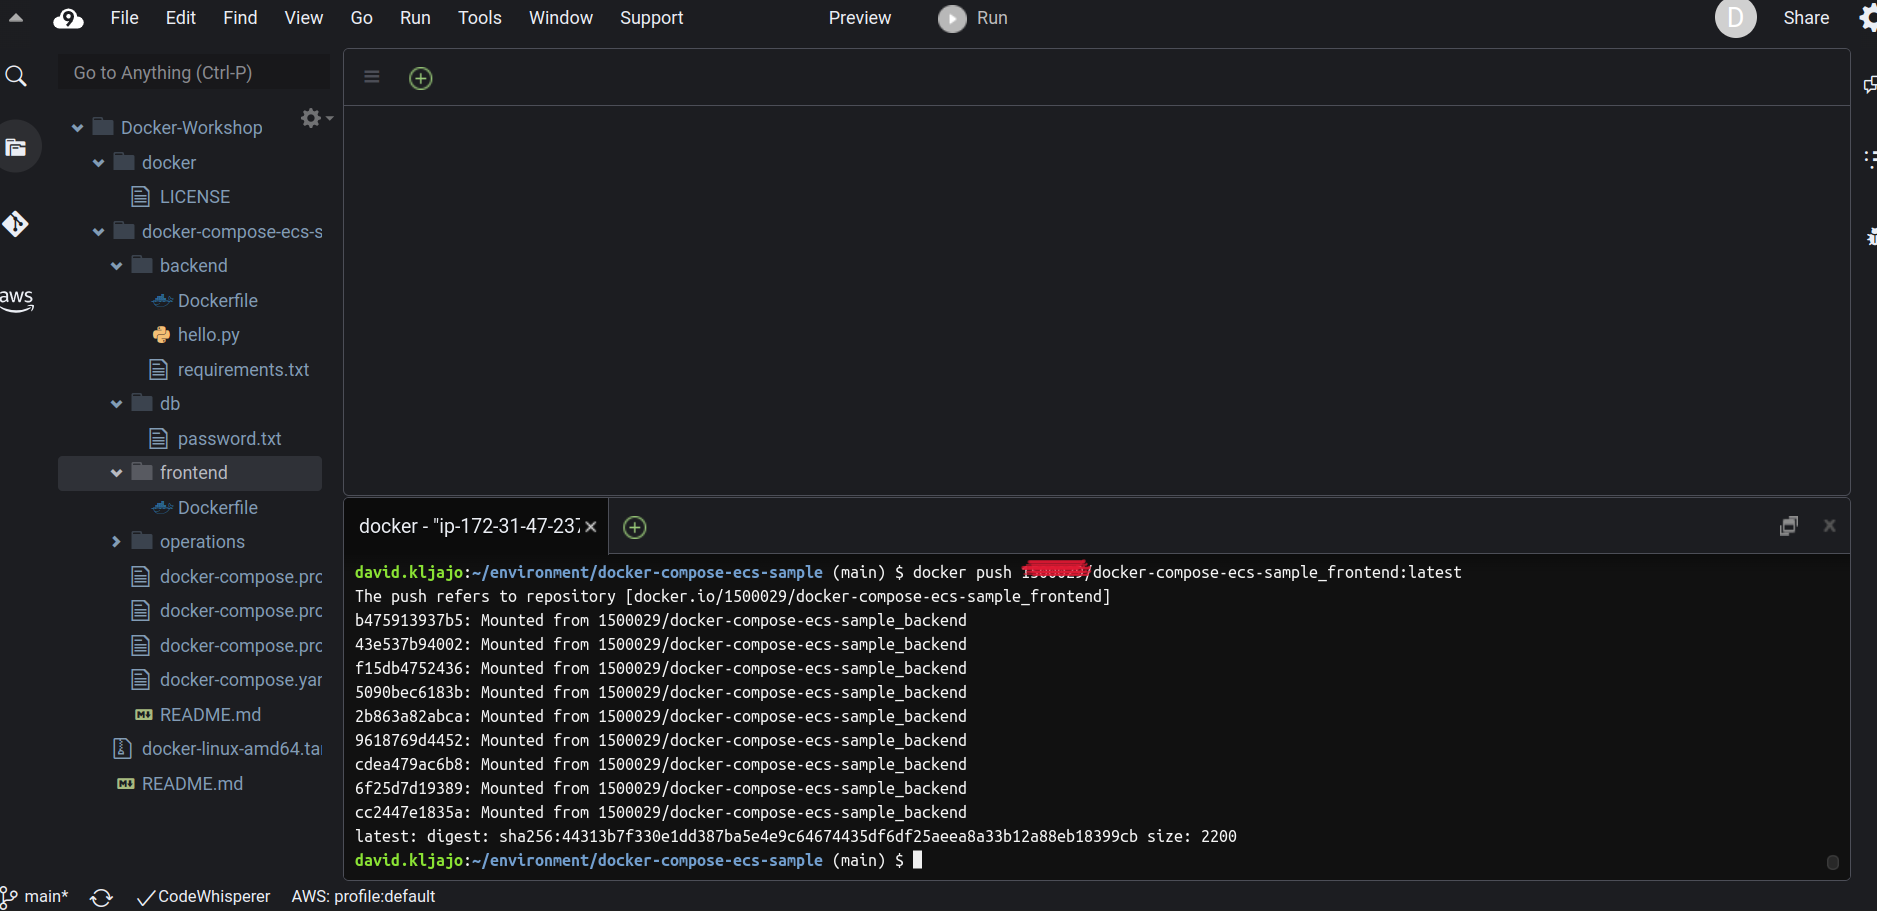 File Edit Find View Go Run Tools Window Support Preview Run D Share
Go to Anything (Ctrl-P)
Docker-Workshop
docker
LICENSE
docker-compose-ecs-s
backend
Dockerfile
aws
hello.py
requirements.txt
db
password.txt
frontend
Dockerfile
operations
docker-compose.pro
docker-compose.pro
docker-compose.pro
docker-compose.yar
README.md
docker-linux-amd64.tar
README.md
docker - "ip-172-31-47-237
david.kljajo:~/environment/docker-compose-ecs-sample (main) $ docker push 1500029/docker-compose-ecs-sample_frontend:latest
The push refers to repository [docker.io/1500029/docker-compose-ecs-sample_frontend]
b475913937b5: Mounted from 1500029/docker-compose-ecs-sample_backend
43e537b94002: Mounted from 1500029/docker-compose-ecs-sample_backend
f15db4752436: Mounted from 1500029/docker-compose-ecs-sample_backend
5090bec6183b: Mounted from 1500029/docker-compose-ecs-sample_backend
2b863a82abca: Mounted from 1500029/docker-compose-ecs-sample_backend
9618769d4452: Mounted from 1500029/docker-compose-ecs-sample_backend
cdea479ac6b8: Mounted from 1500029/docker-compose-ecs-sample_backend
6f25d7d19389: Mounted from 1500029/docker-compose-ecs-sample_backend
cc2447e1835a: Mounted from 1500029/docker-compose-ecs-sample_backend
latest: digest: sha256:44313b7f330e1dd387ba5e4e9c64674435df6df25aeea8a33b12a88eb18399cb size: 2200
david.kljajo:~/environment/docker-compose-ecs-sample (main) $
main* CodeWhisperer AWS: profile:default